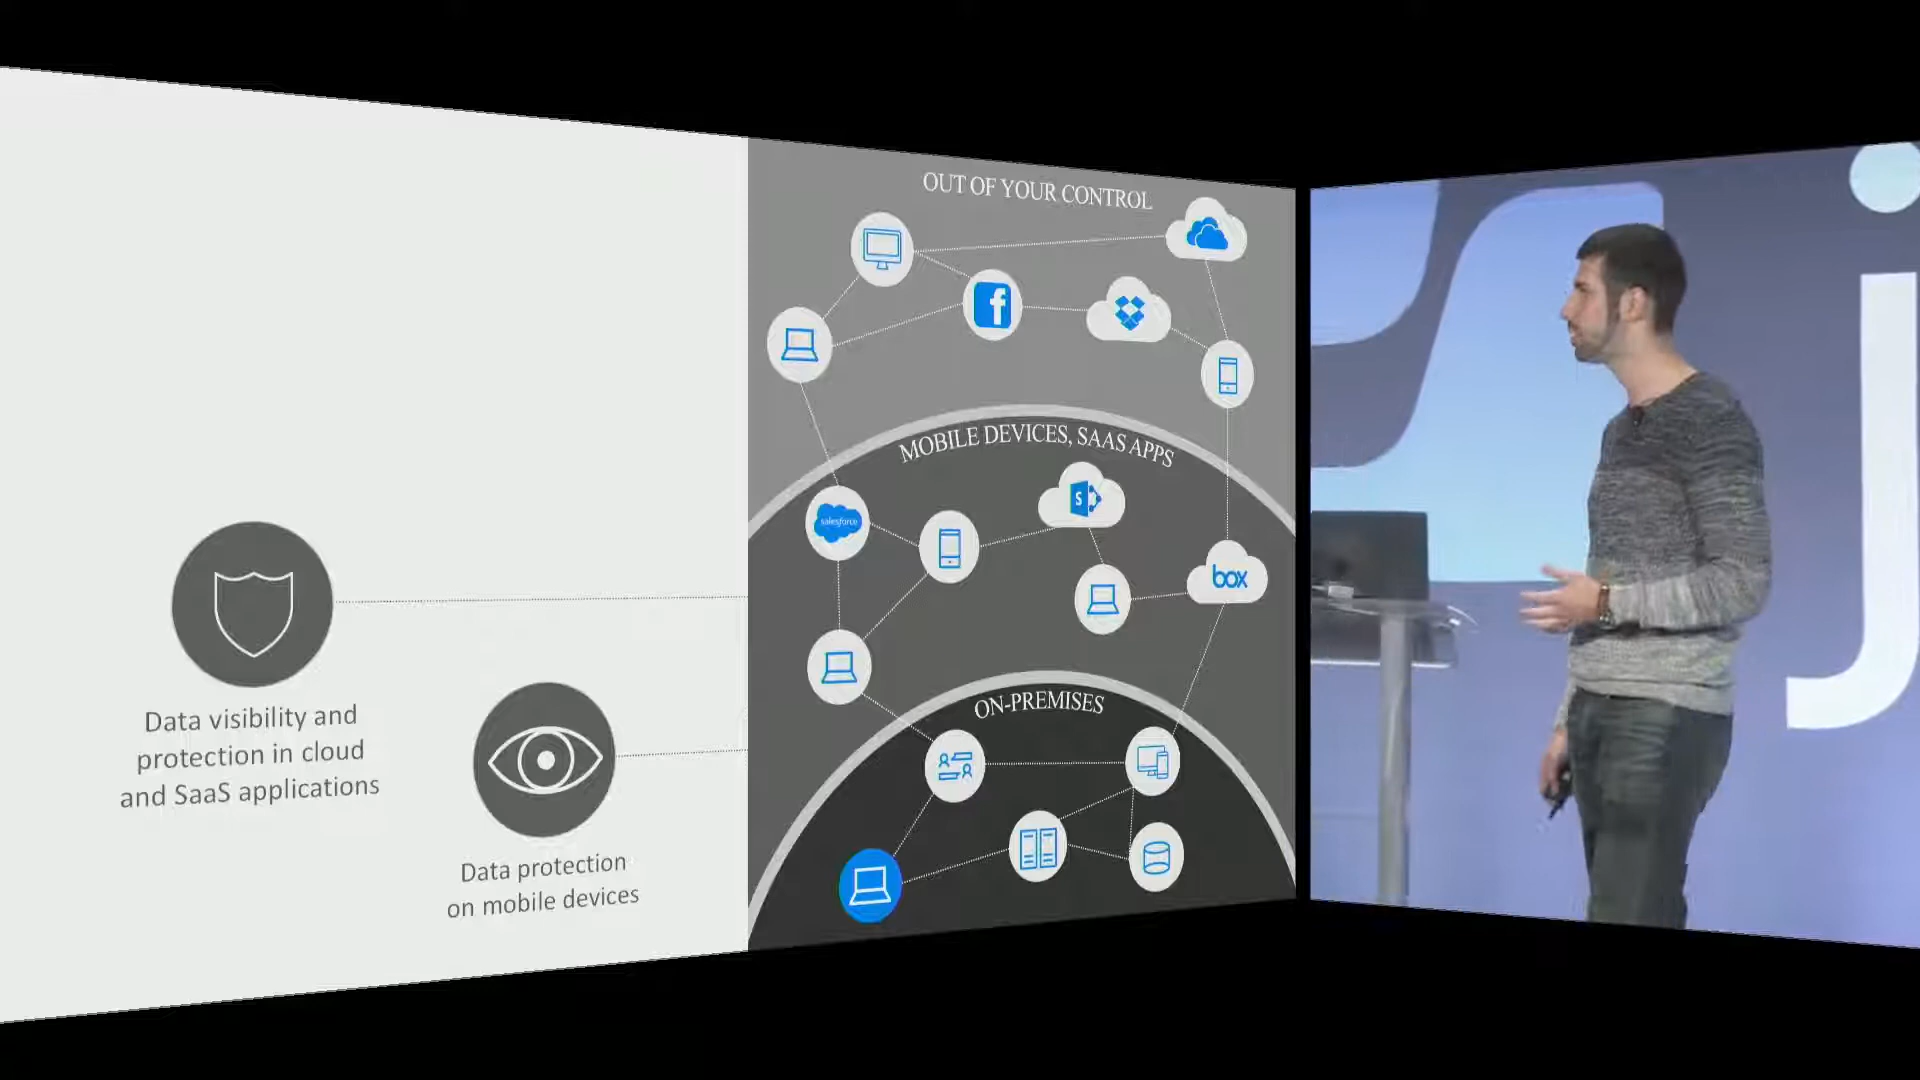 OUT OF YOUR CONTROL
f
MOBILE DEVICES, SAAS APPS
salesforce
S
box
Data visibility and
protection in cloud
and SaaS applications
ON-PREMISES
Data protection
on mobile devices
j